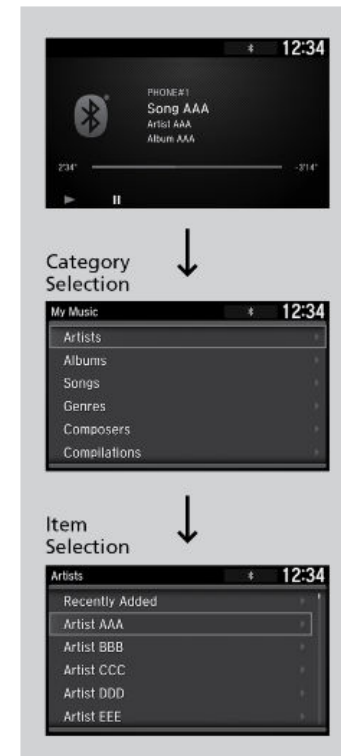 12:34
PHONE#1
Song AAA
Artist AAA
Album AAA
2'34" -3'14"
Category
Selection
My Music 12:34
Artists
Albums
Songs
Genres
Composers
Compilations
Item
Selection
Artists 12:34
Recently Added
Artist AAA
Artist BBB
Artist CCC
Artist DDD
Artist EEE